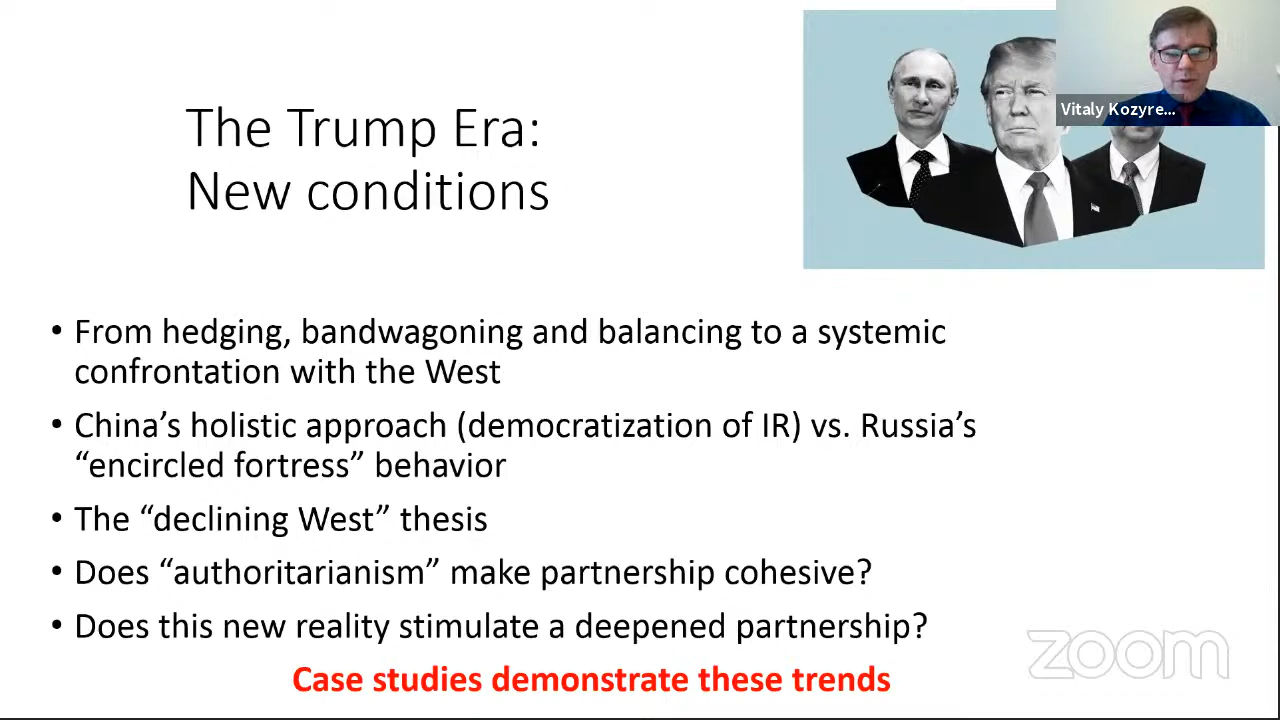 The Trump Era:
New conditions
Vitaly Kozyre...
• From hedging, bandwagoning and balancing to a systemic
confrontation with the West
• China’s holistic approach (democratization of IR) vs. Russia’s
“encircled fortress” behavior
• The “declining West” thesis
• Does “authoritarianism” make partnership cohesive?
• Does this new reality stimulate a deepened partnership?
Case studies demonstrate these trends
zoom